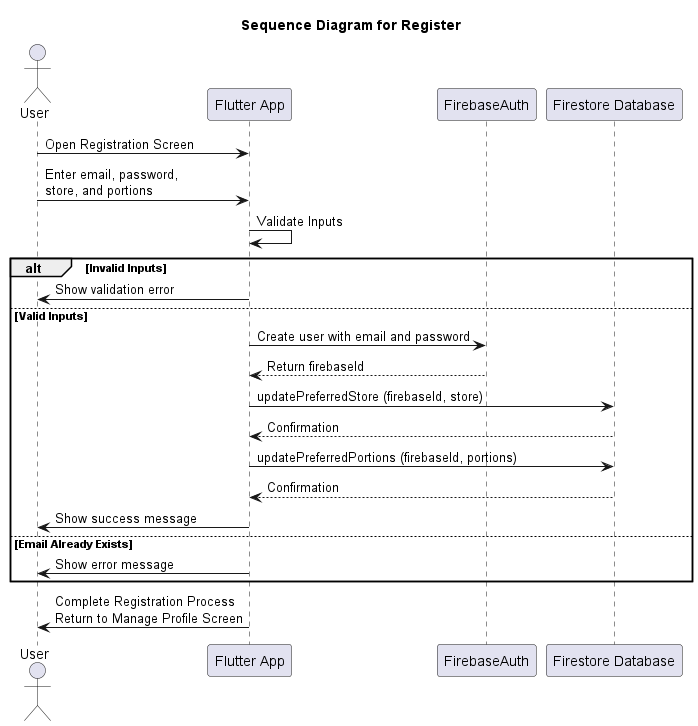 Sequence Diagram for Register
User
Flutter App
FirebaseAuth
Firestore Database
Open Registration Screen
Enter email, password,
store, and portions
Validate Inputs
alt
[Invalid Inputs]
Show validation error
[Valid Inputs]
Create user with email and password
Return firebaseId
updatePreferredStore (firebaseId, store)
Confirmation
updatePreferredPortions (firebaseId, portions)
Confirmation
Show success message
[Email Already Exists]
Show error message
Complete Registration Process
Return to Manage Profile Screen
User
Flutter App
FirebaseAuth
Firestore Database